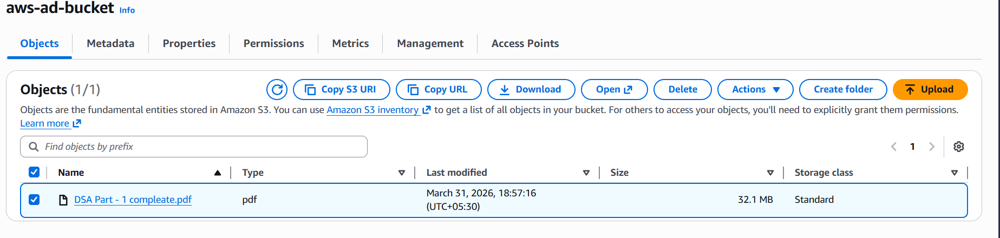 aws-ad-bucket Info
Objects Metadata Properties Permissions Metrics Management Access Points
Objects (1/1) Copy S3 URI Copy URL Download Open Delete Actions Create folder Upload
Objects are the fundamental entities stored in Amazon S3. You can use Amazon S3 inventory to get a list of all objects in your bucket. For others to access your objects, you'll need to explicitly grant them permissions.
Learn more
Find objects by prefix 1
Name Type Last modified Size Storage class
DSA Part - 1 compleate.pdf pdf March 31, 2026, 18:57:16 32.1 MB Standard
(UTC+05:30)